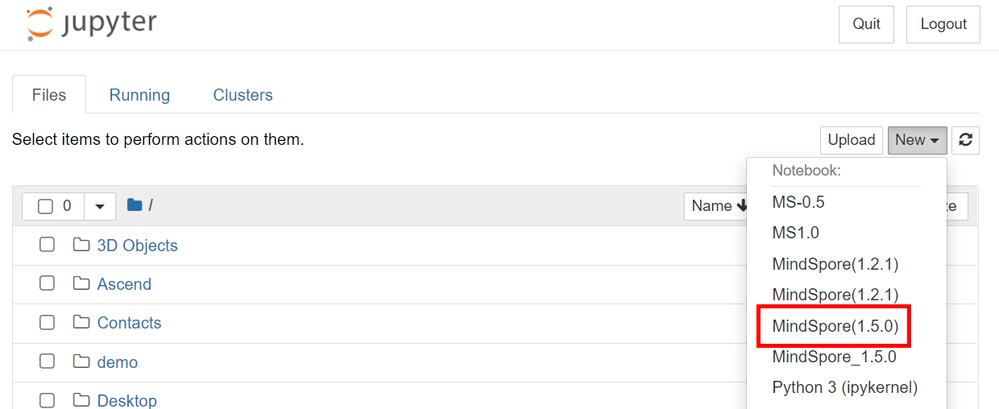 jupyter
Quit Logout
Files Running Clusters
Select items to perform actions on them.
Upload New
Notebook:
MS-0.5
0 / Name
MS1.0
3D Objects
MindSpore(1.2.1)
Ascend
MindSpore(1.2.1)
Contacts
MindSpore(1.5.0)
demo
MindSpore_1.5.0
Desktop
Python 3 (ipykernel)